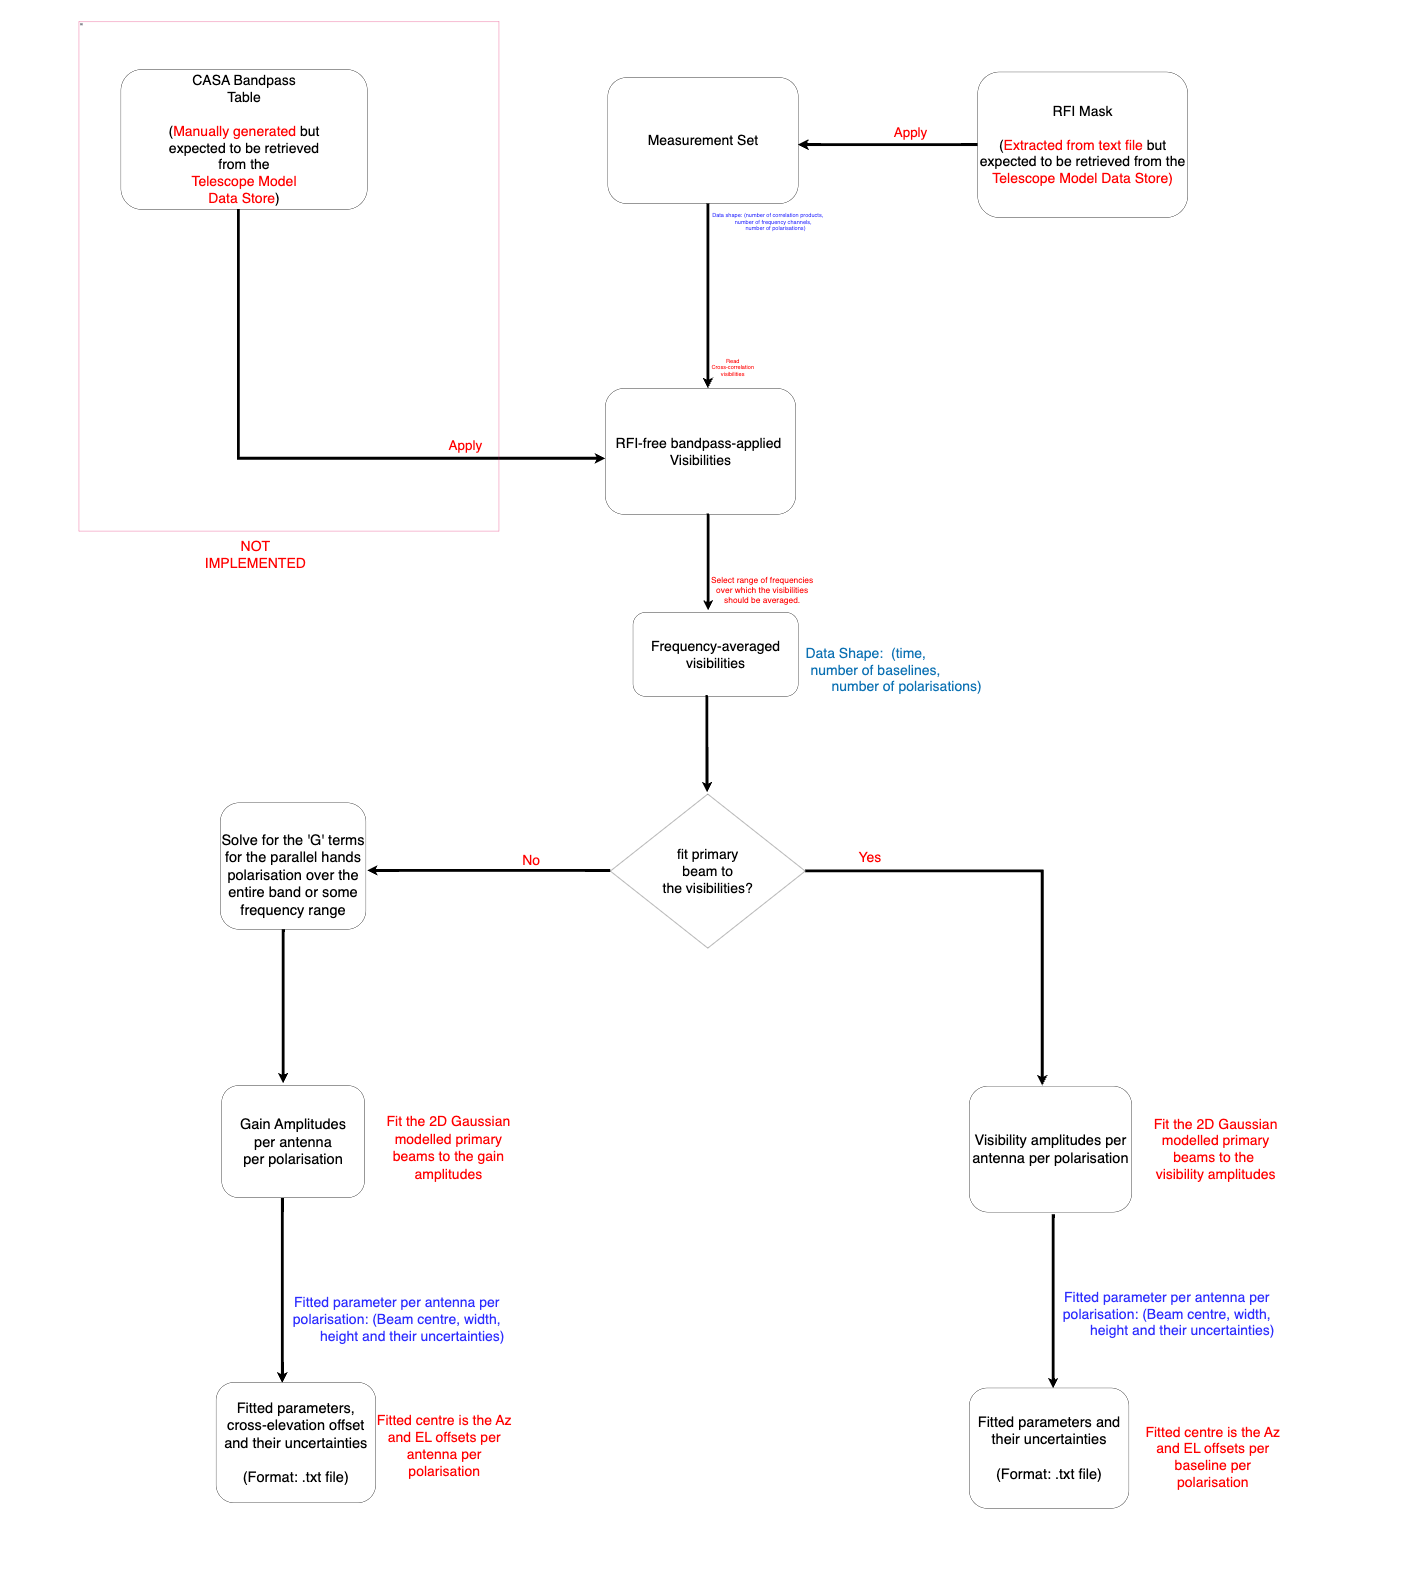 CASA Bandpass
Table
(Manually generated but
expected to be retrieved
from the
Telescope Model
Data Store)
Measurement Set
Apply
RFI Mask
(Extracted from text file but
expected to be retrieved from the
Telescope Model Data Store)
Data shape: (number of correlation products,
number of frequency channels,
number of polarisations)
Read
Cross-correlation
visibilities
Apply
RFI-free bandpass-applied
Visibilities
NOT
IMPLEMENTED
Select range of frequencies
over which the visibilities
should be averaged.
Frequency-averaged
visibilities
Data Shape: (time,
number of baselines,
number of polarisations)
fit primary
beam to
the visibilities?
No
Yes
Solve for the 'G' terms
for the parallel hands
polarisation over the
entire band or some
frequency range
Gain Amplitudes
per antenna
per polarisation
Fit the 2D Gaussian
modelled primary
beams to the gain
amplitudes
Visibility amplitudes per
antenna per polarisation
Fit the 2D Gaussian
modelled primary
beams to the
visibility amplitudes
Fitted parameter per antenna per
polarisation: (Beam centre, width,
height and their uncertainties)
Fitted parameter per antenna per
polarisation: (Beam centre, width,
height and their uncertainties)
Fitted parameters,
cross-elevation offset
and their uncertainties
(Format: .txt file)
Fitted centre is the Az
and EL offsets per
antenna per
polarisation
Fitted parameters and
their uncertainties
(Format: .txt file)
Fitted centre is the Az
and EL offsets per
baseline per
polarisation